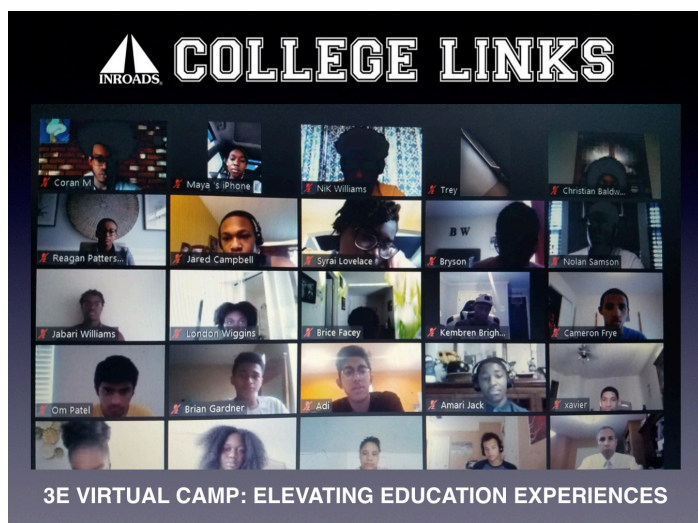 INROADS®
COLLEGE LINKS
Coran M
Maya 's iPhone
NiK Williams
Trey
Christian Baldw...
Reagan Patters...
Jared Campbell
Syrai Lovelace
B W
Bryson
Nolan Samson
Jabari Williams
London Wiggins
Brice Facey
Kembren Brigh...
Cameron Frye
Om Patel
Brian Gardner
Adi
Amari Jack
xavier
3E VIRTUAL CAMP: ELEVATING EDUCATION EXPERIENCES